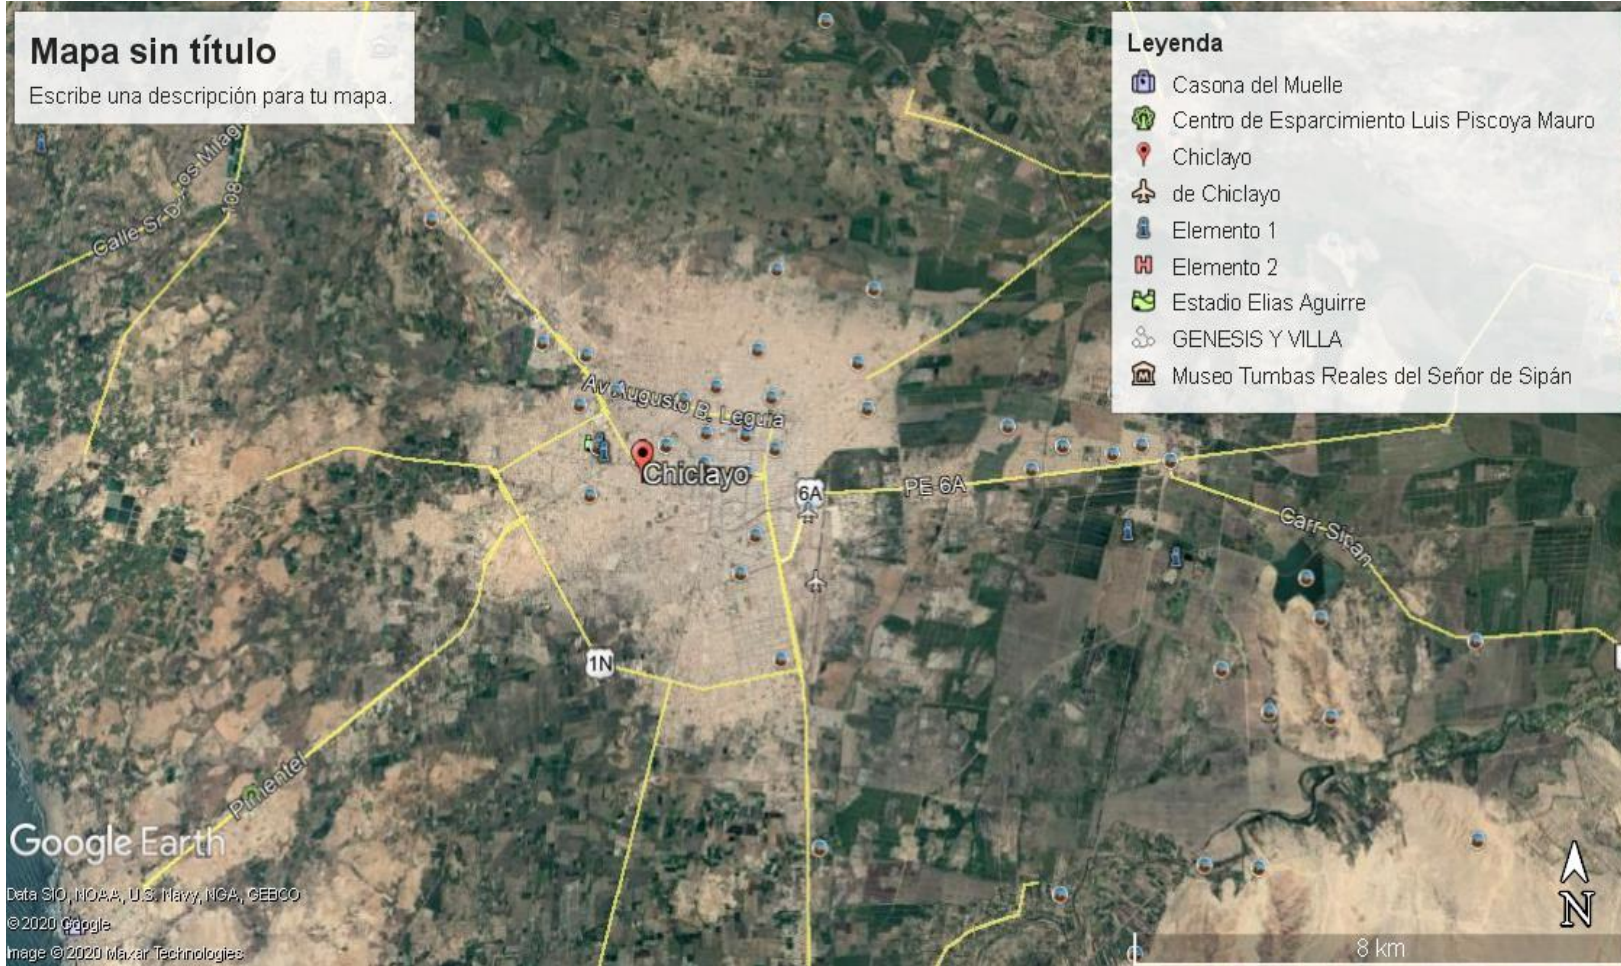 Mapa sin título
Escribe una descripción para tu mapa.
Leyenda
Casona del Muelle
Centro de Esparcimiento Luis Piscoya Mauro
Chiclayo
de Chiclayo
Elemento 1
Elemento 2
Estadio Elias Aguirre
GENESIS Y VILLA
Museo Tumbas Reales del Señor de Sipán
108
Av Augusto B. Leguia
Chiclayo
6A
PE 6A
Carr Sipan
1N
Pimentel
Google Earth
Data SIO, NOAA, U.S. Navy, NGA, GEBCO
© 2020 Google
Image © 2020 Maxar Technologies
N
8 km